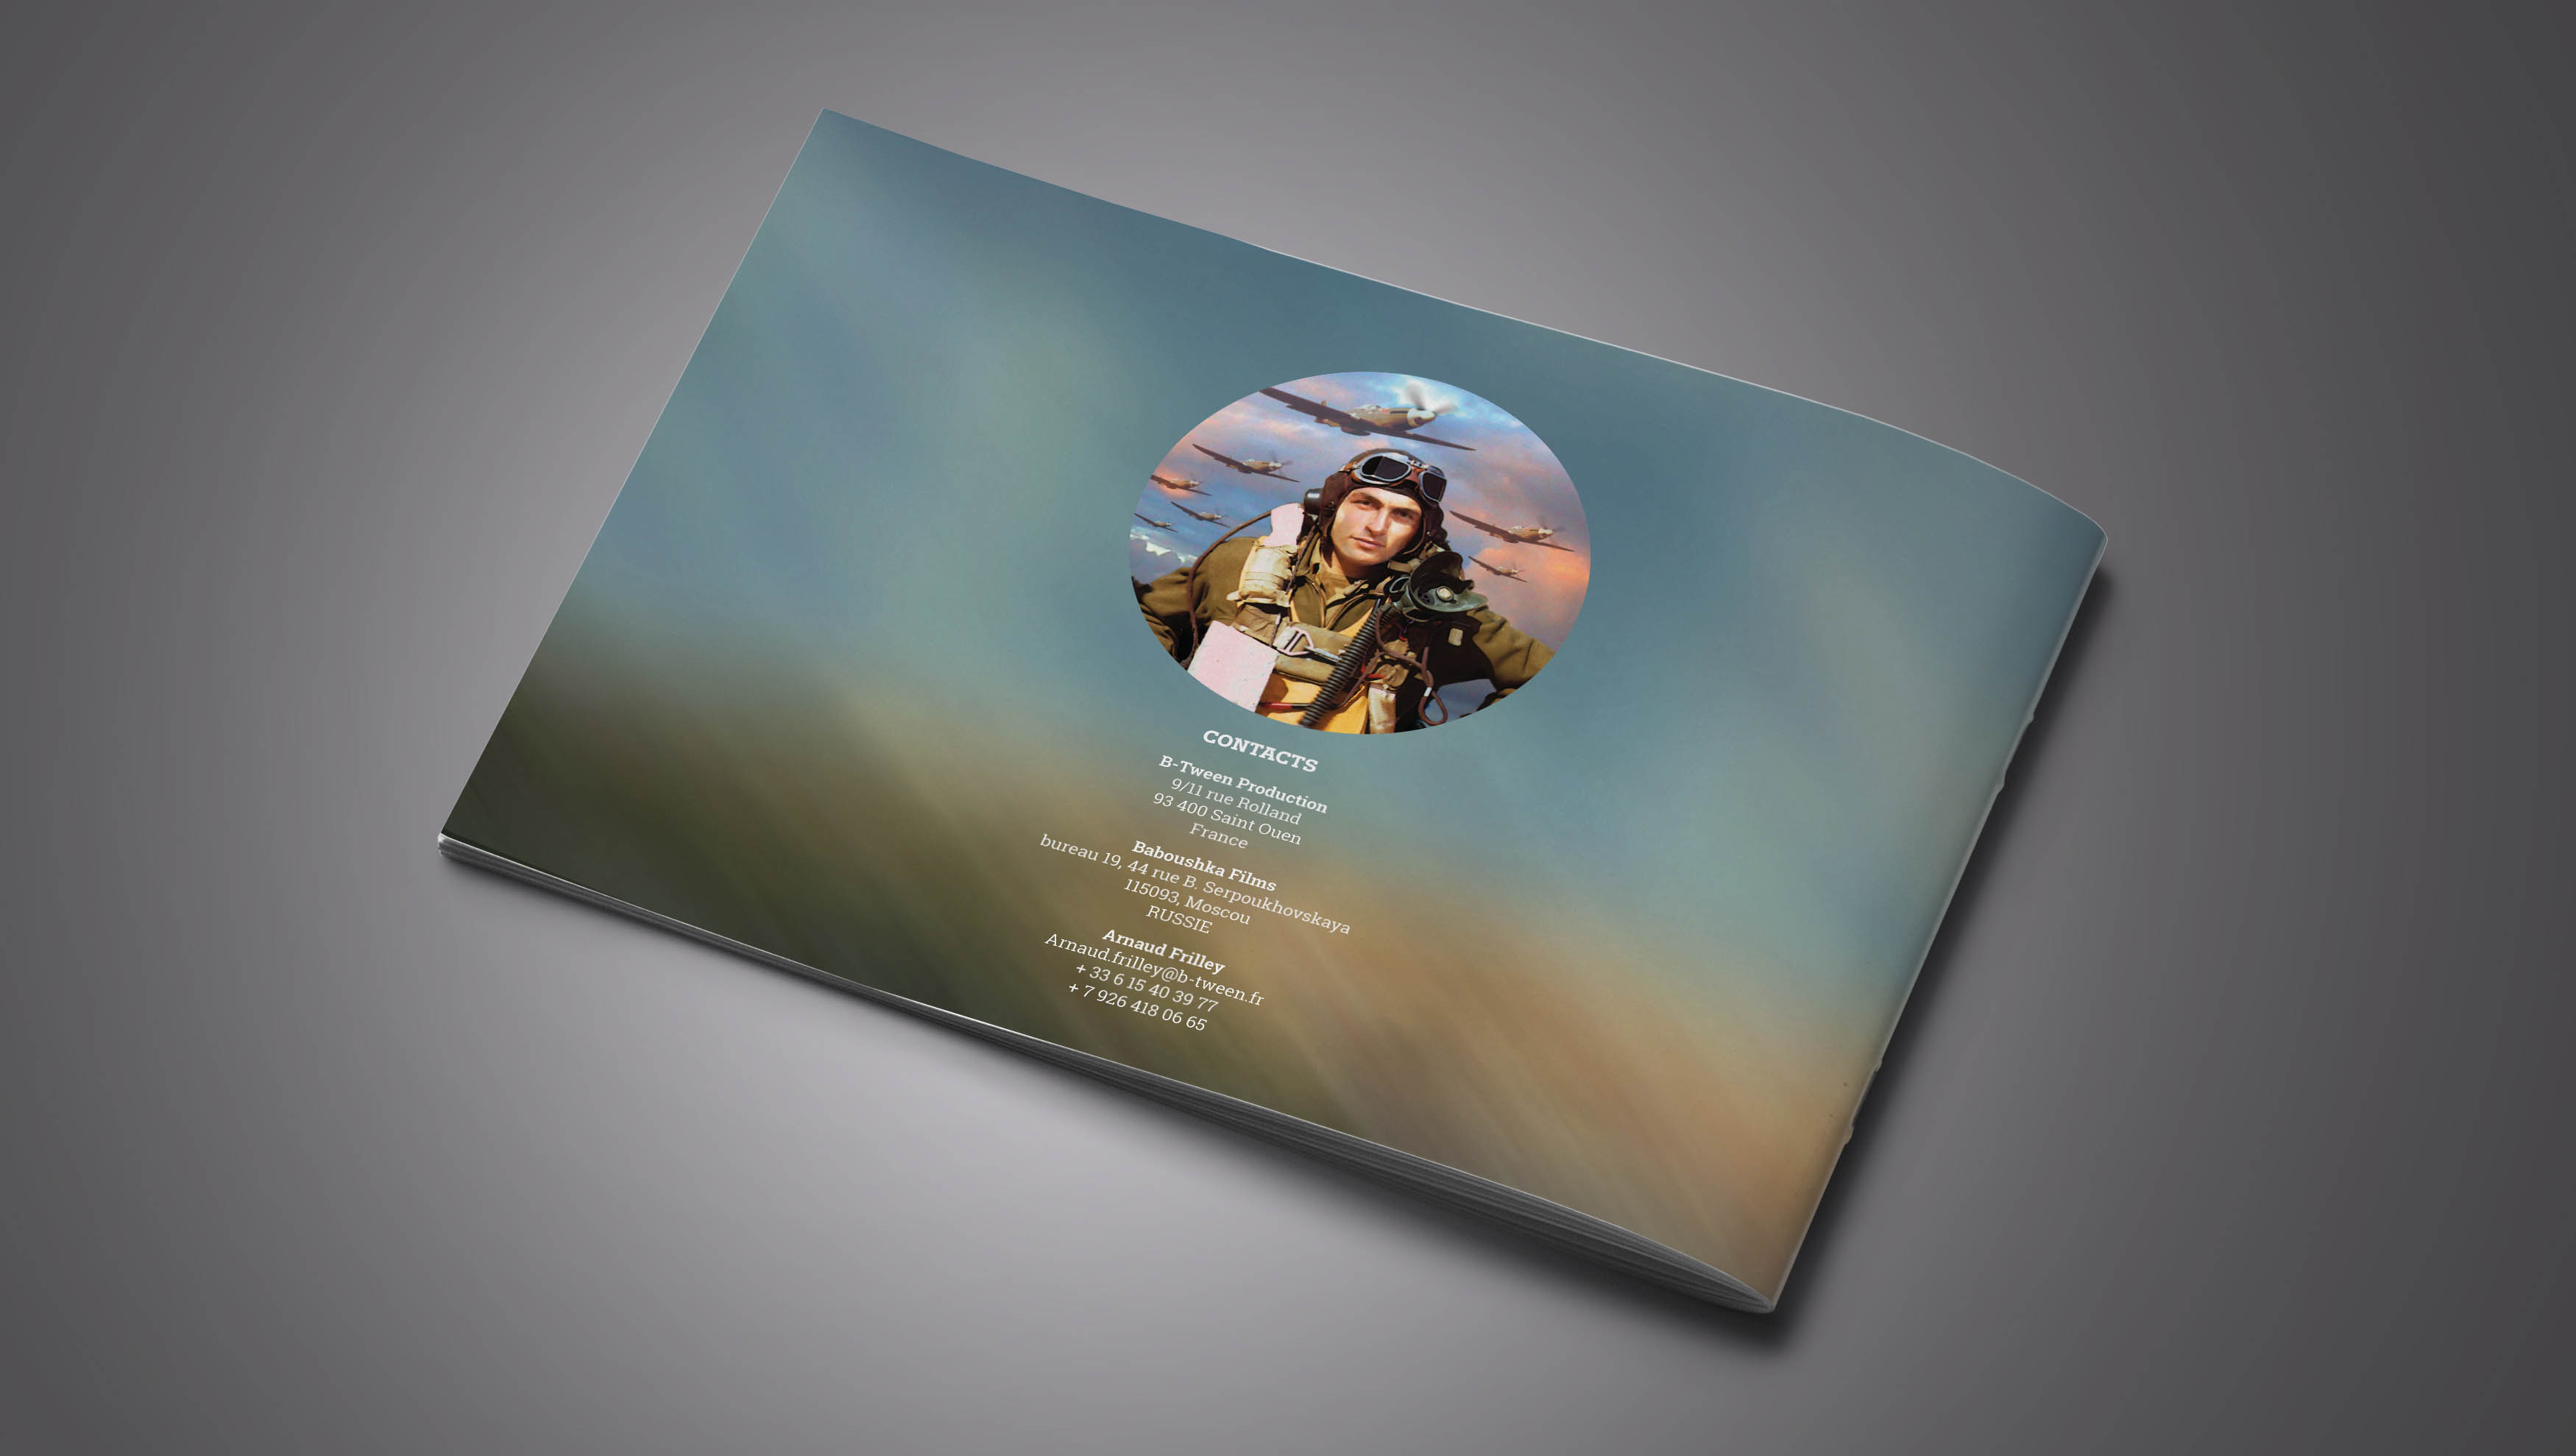 CONTACTS
B-Tween Production
9/11 rue Rolland
93 400 Saint Ouen
France
Baboushka Films
bureau 19, 44 rue B. Serpoukhovskaya
115093, Moscou
RUSSIE
Arnaud Frilley
Arnaud.frilley@b-tween.fr
+ 33 6 15 40 39 77
+ 7 926 418 06 65